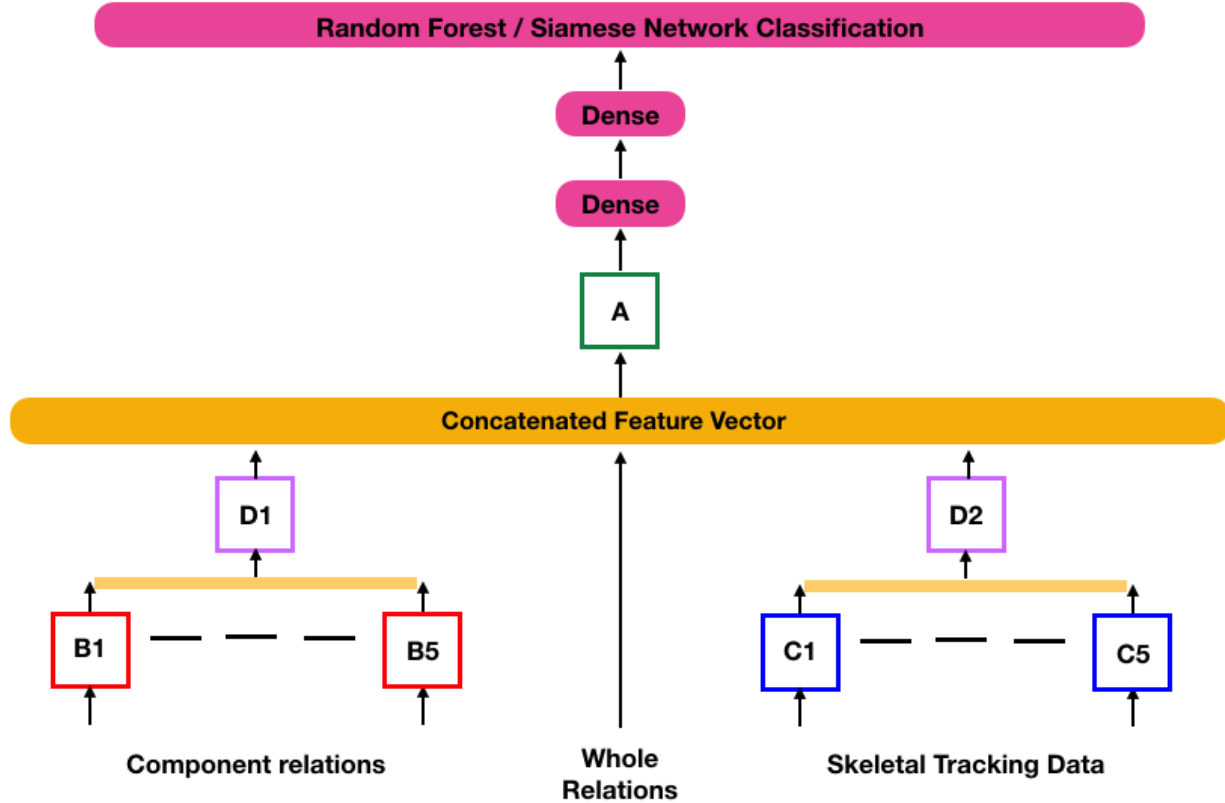 Random Forest / Siamese Network Classification
Dense
Dense
A
Concatenated Feature Vector
D1
D2
B1
B5
C1
C5
Component relations
Whole
Relations
Skeletal Tracking Data